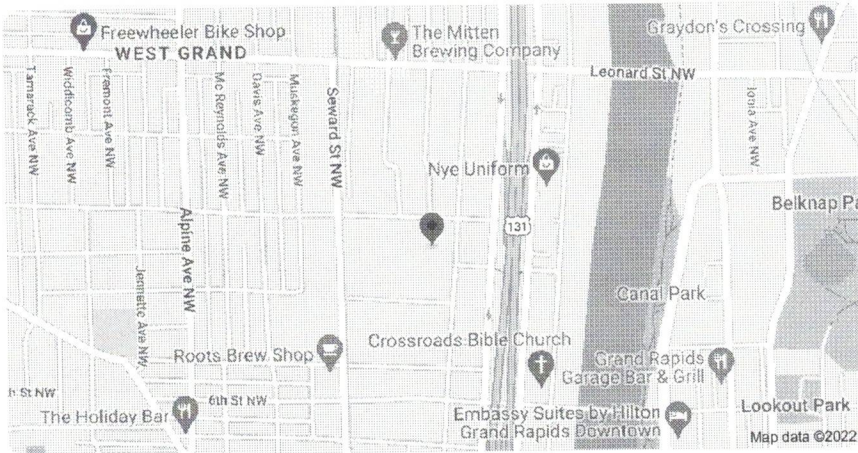 Freewheeler Bike Shop
The Mitten
Brewing Company
Graydon's Crossing
WEST GRAND
Leonard St NW
Tamarack Ave NW
Widdicomb Ave NW
Fremont Ave NW
Mc Reynolds Ave NW
Davis Ave NW
Muskegon Ave NW
Seward St NW
Ionia Ave NW
Nye Uniform
Alpine Ave NW
131
Belknap Pa
Jennette Ave NW
Canal Park
Roots Brew Shop
Crossroads Bible Church
Grand Rapids
Garage Bar & Grill
h St NW
6th St NW
The Holiday Bar
Embassy Suites by Hilton
Grand Rapids Downtown
Lookout Park
Map data ©2022